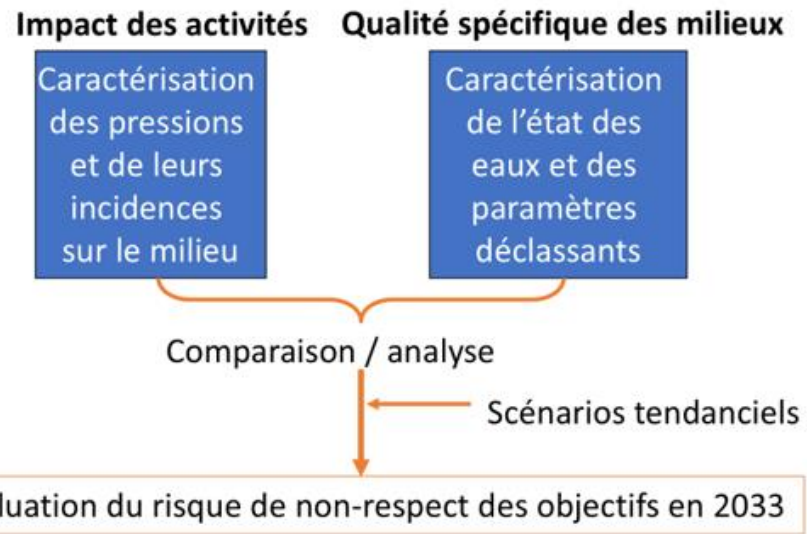 Impact des activités
Qualité spécifique des milieux
Caractérisation
des pressions
et de leurs
incidences
sur le milieu
Caractérisation
de l'état des
eaux et des
paramètres
déclassants
Comparaison / analyse
Scénarios tendanciels
du risque de non-respect des objectifs en 2033